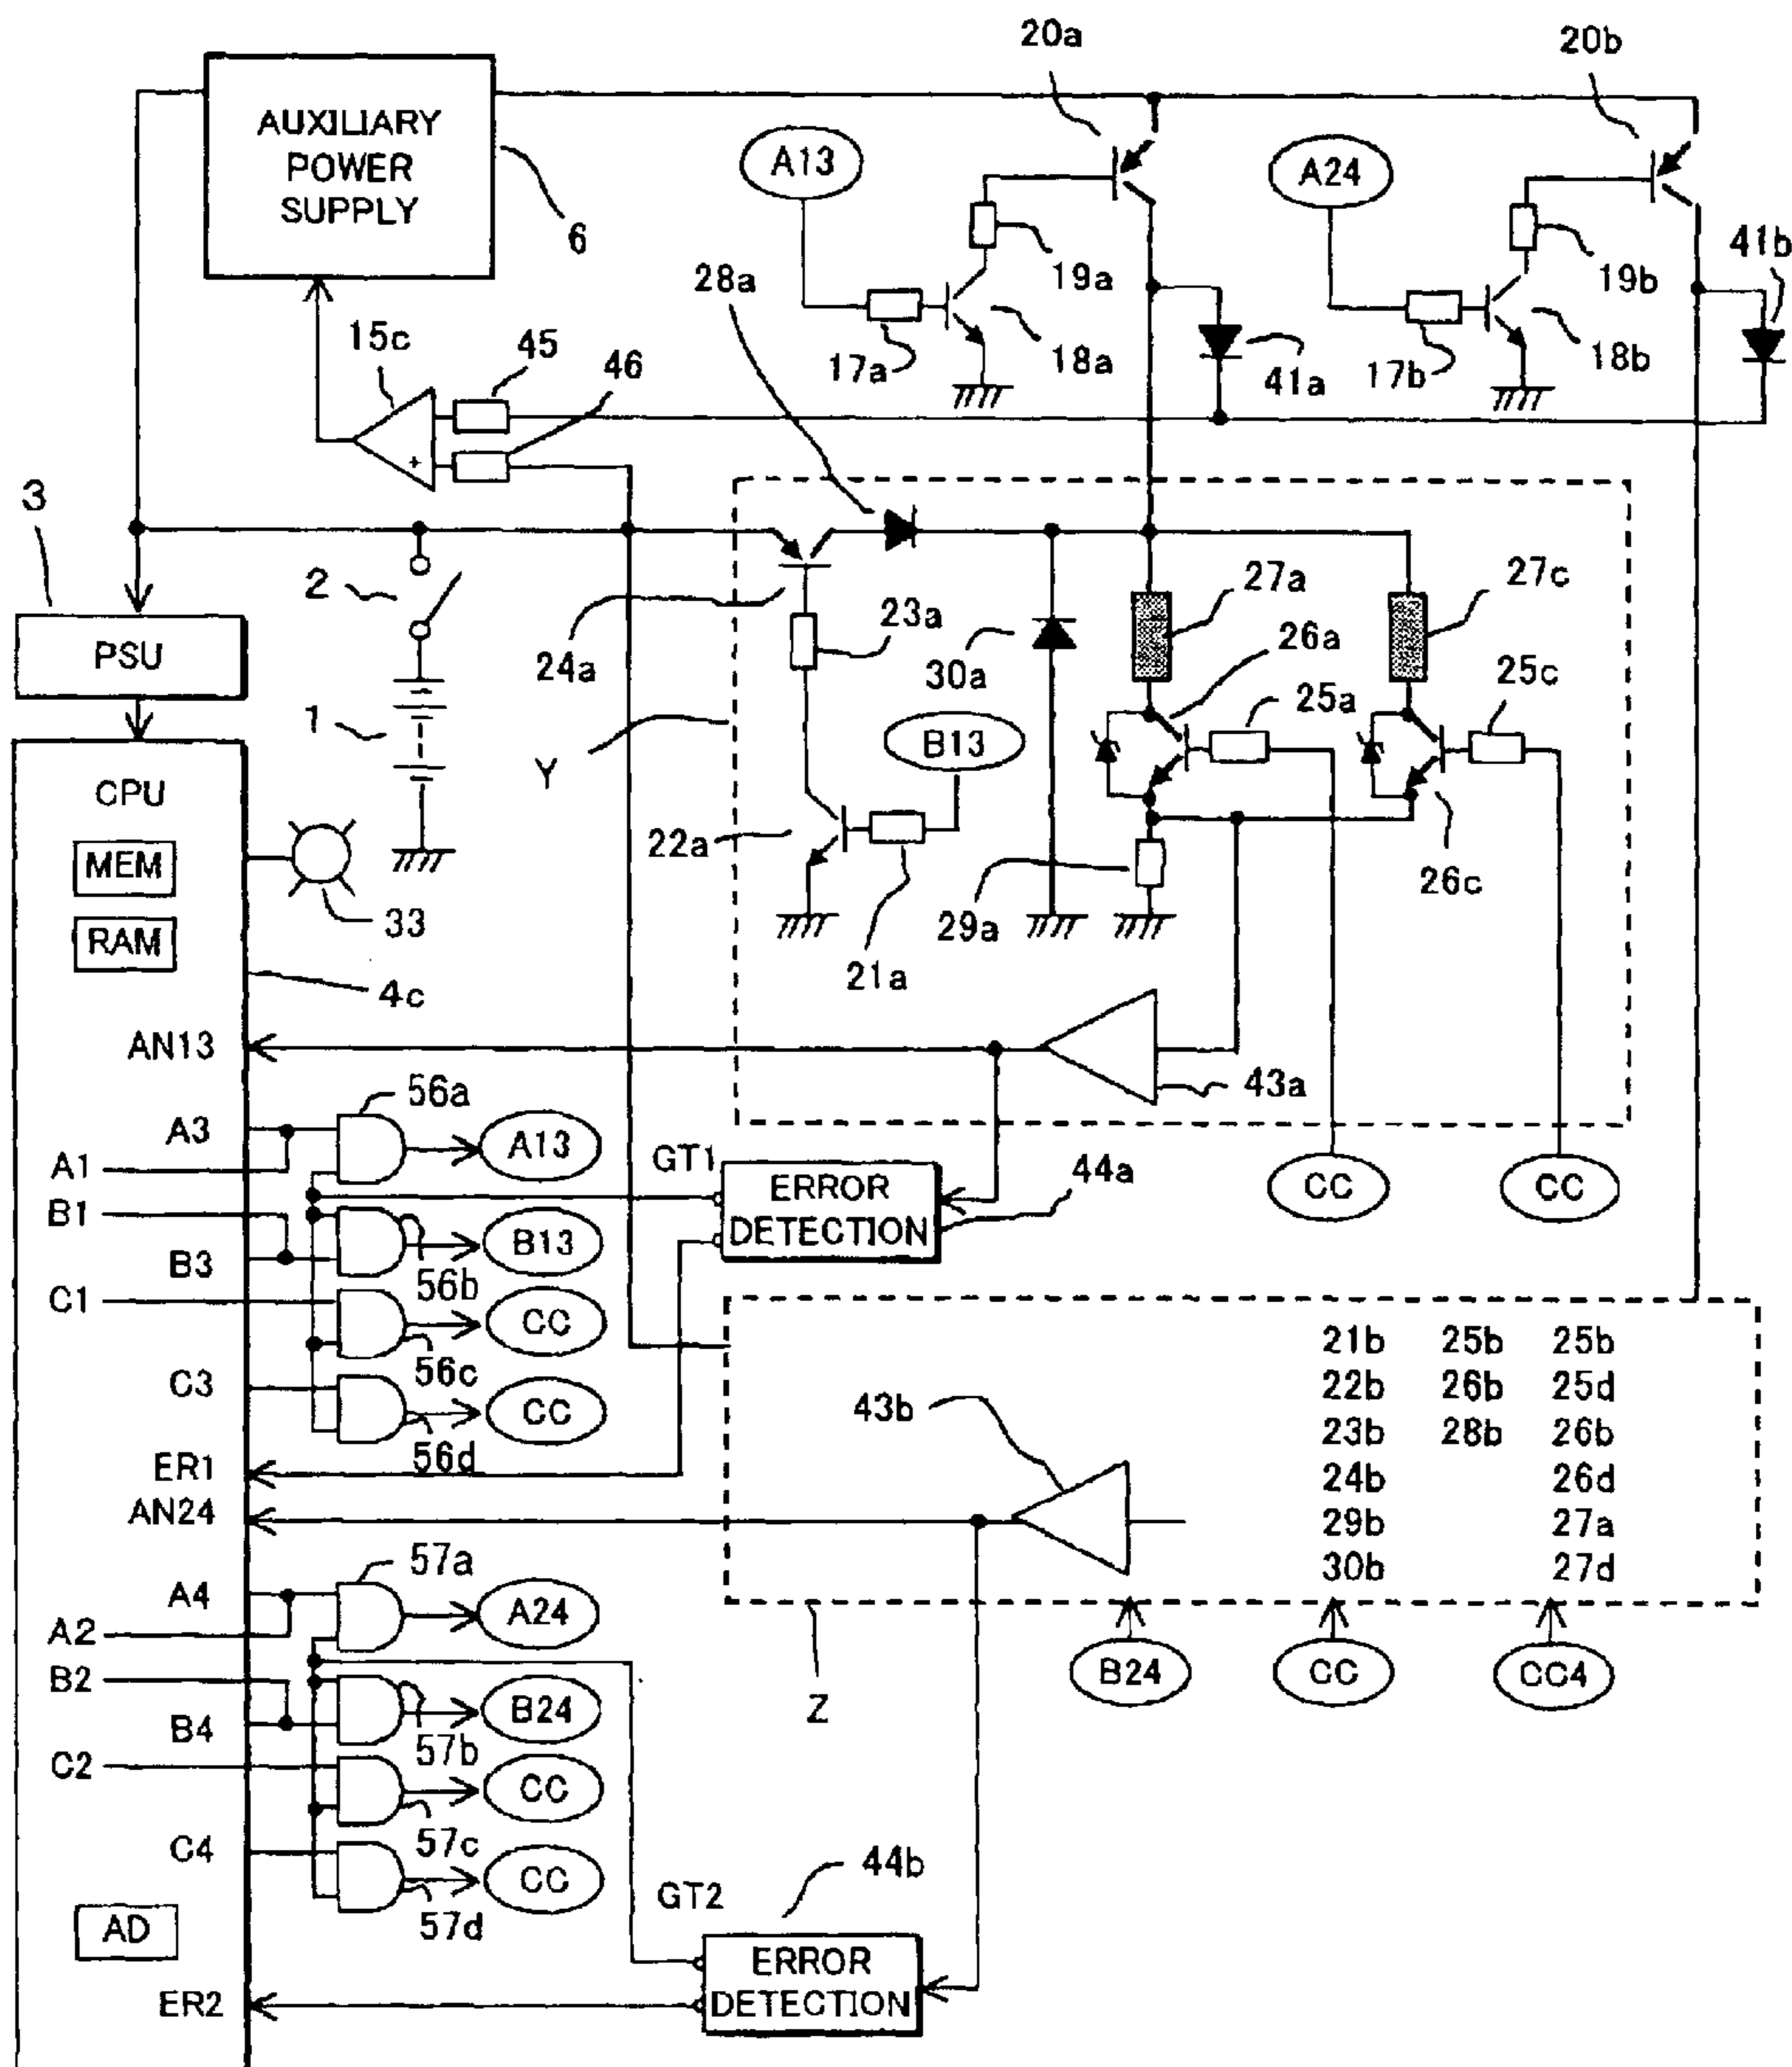 20a
20b
AUXILIARY
POWER
SUPPLY
6
A13
A24
19a
19b
41b
28a
15c
45
46
17a
18a
41a
17b
18b
+
3
PSU
2
1
24a
23a
30a
27a
26a
27c
25a
25c
Y
B13
22a
21a
29a
26c
CPU
MEM
RAM
33
4c
AN13
43a
56a
A3
A1
A13
GT1
ERROR
DETECTION
44a
CC
CC
B1
B3
B13
56b
C1
CC
56c
C3
CC
56d
ER1
AN24
43b
21b 25b 25b
22b 26b 25d
23b 28b 26b
24b 26d
29b 27a
30b 27d
57a
A4
A2
A24
B24
CC
CC4
Z
B2
B4
B24
57b
C2
CC
57c
C4
CC
57d
GT2
44b
AD
ERROR
DETECTION
ER2